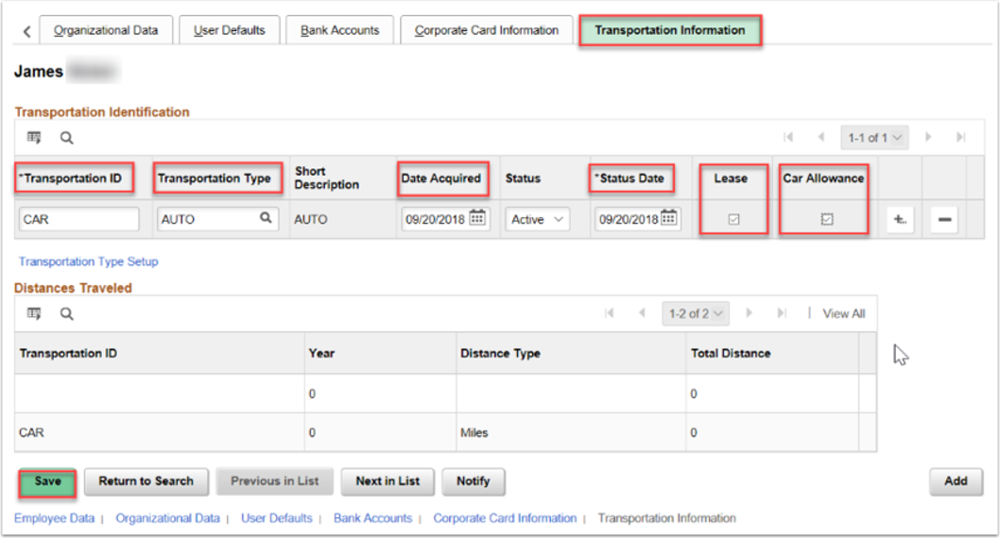 Organizational Data User Defaults Bank Accounts Corporate Card Information Transportation Information
James
Transportation Identification
1-1 of 1
*Transportation ID Transportation Type Short Description Date Acquired Status *Status Date Lease Car Allowance
CAR AUTO AUTO 09/20/2018 Active 09/20/2018
Transportation Type Setup
Distances Traveled
1-2 of 2 | View All
Transportation ID Year Distance Type Total Distance
0 0
CAR 0 Miles 0
Save Return to Search Previous in List Next in List Notify Add
Employee Data | Organizational Data | User Defaults | Bank Accounts | Corporate Card Information | Transportation Information